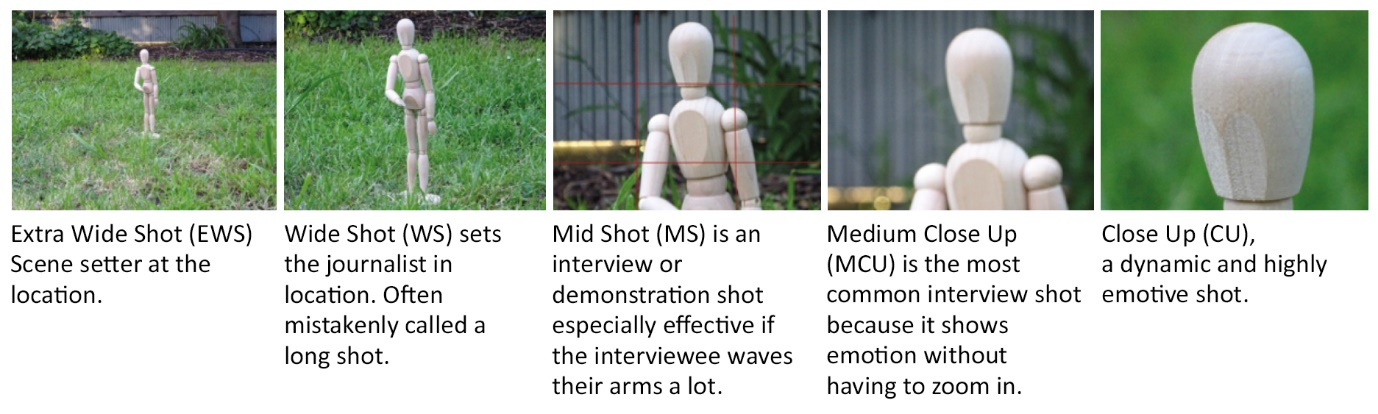 Extra Wide Shot (EWS)
Scene setter at the
location.
Wide Shot (WS) sets
the journalist in
location. Often
mistakenly called a
long shot.
Mid Shot (MS) is an
interview or
demonstration shot
especially effective if
the interviewee waves
their arms a lot.
Medium Close Up
(MCU) is the most
common interview shot
because it shows
emotion without
having to zoom in.
Close Up (CU),
a dynamic and highly
emotive shot.